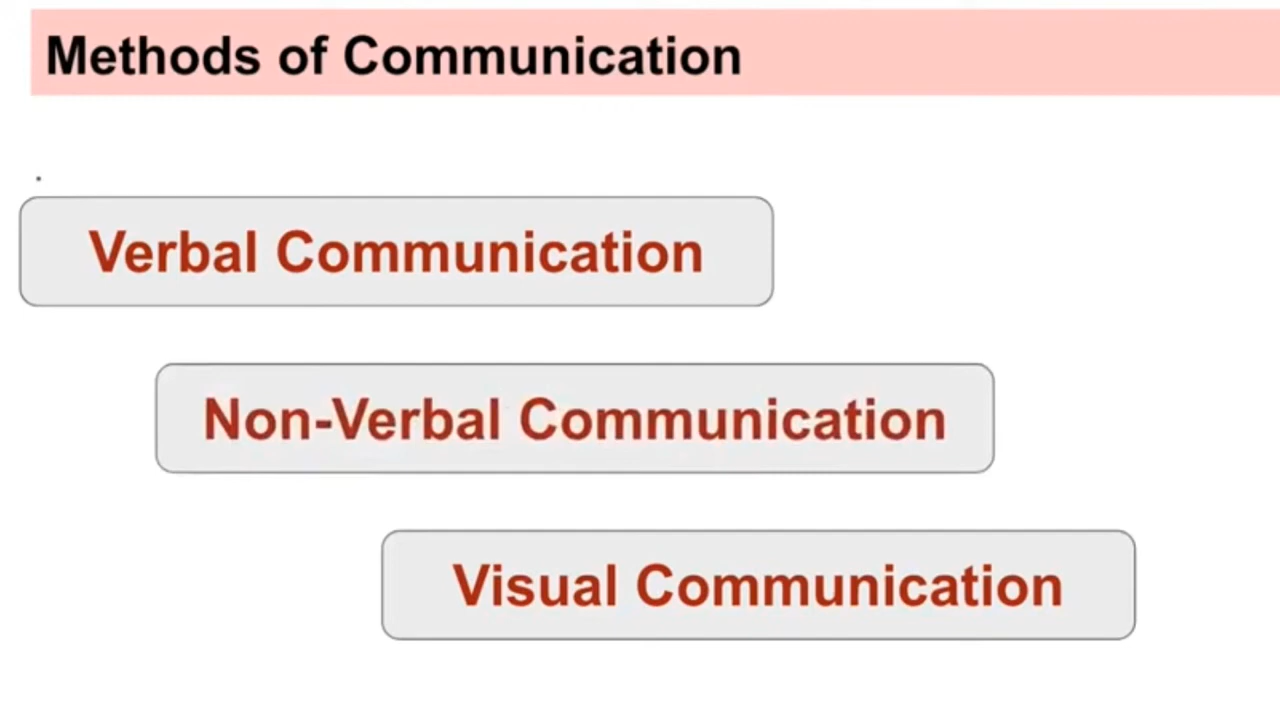 Methods of Communication
.
Verbal Communication
Non-Verbal Communication
Visual Communication